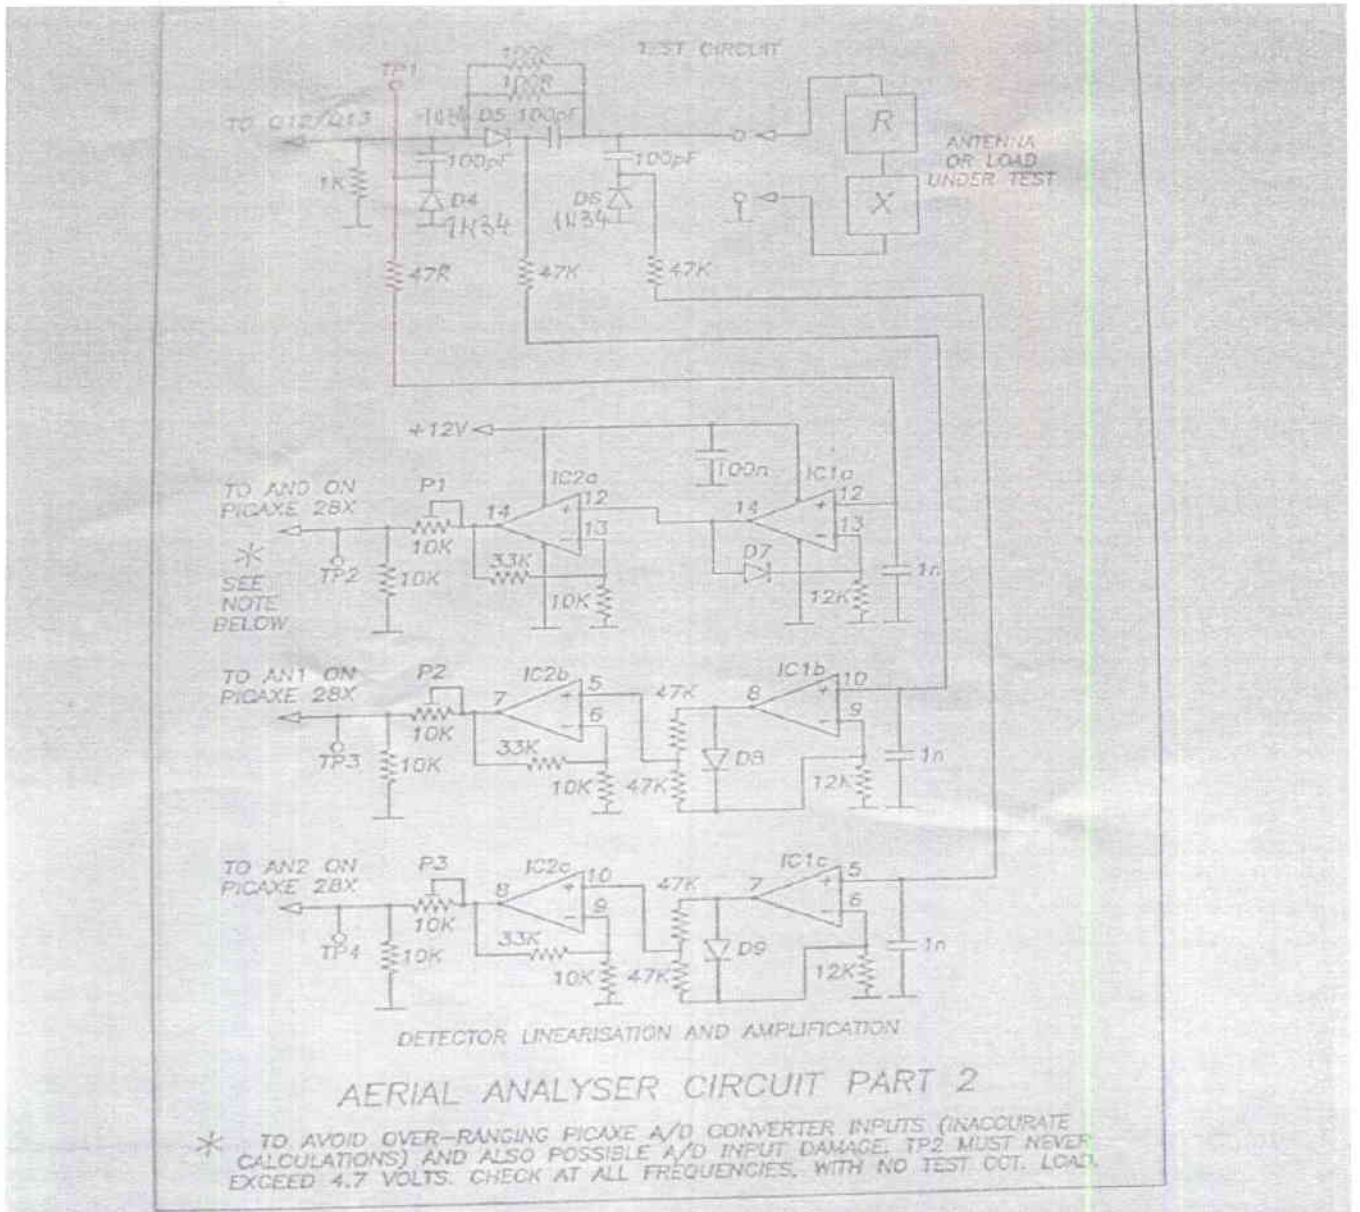 TEST CIRCUIT
TP1
100R
100R
TO Q12/Q13
D5 100pF
100pF
100pF
1K
D4
1N34
D6
1N34
R
X
ANTENNA
OR LOAD
UNDER TEST
47R
47K
47K
+12V
100n
IC2a
IC1a
TO AN0 ON
PICAXE 28X
P1
14
12
13
14
12
13
10K
33K
D7
TP2
10K
10K
12K
1n
*
SEE
NOTE
BELOW
TO AN1 ON
PICAXE 28X
P2
IC2b
IC1b
7
5
6
47K
8
10
9
10K
33K
D8
TP3
10K
10K
47K
12K
1n
TO AN2 ON
PICAXE 28X
P3
IC2c
IC1c
8
10
9
47K
7
5
6
10K
33K
D9
TP4
10K
10K
47K
12K
1n
DETECTOR LINEARISATION AND AMPLIFICATION
AERIAL ANALYSER CIRCUIT PART 2
* TO AVOID OVER-RANGING PICAXE A/D CONVERTER INPUTS (INACCURATE
CALCULATIONS) AND ALSO POSSIBLE A/D INPUT DAMAGE. TP2 MUST NEVER
EXCEED 4.7 VOLTS. CHECK AT ALL FREQUENCIES, WITH NO TEST CCT. LOAD.